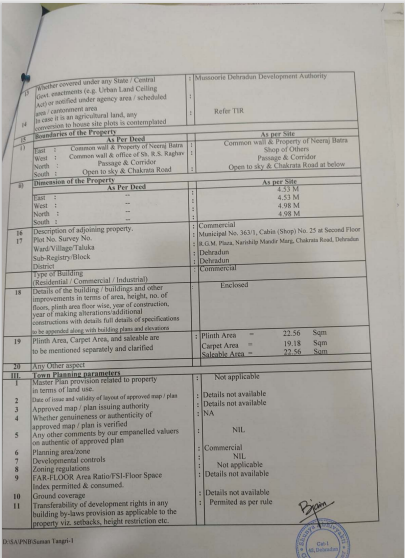 Whether covered under any State / Central : Mussoorie Dehradun Development Authority
Govt. enactments (e.g. Urban Land Ceiling
Act) or notified under agency area / scheduled :
area / cantonment area
14 In case it is an agricultural land, any : Refer TIR
conversion to house site plots is contemplated
15 Boundaries of the Property
As Per Deed As per Site
East : Common wall & Property of Neeraj Batra Common wall & Property of Neeraj Batra
West : Common wall & office of Sh. R.S. Raghav Shop of Others
North : Passage & Corridor Passage & Corridor
South : Open to sky & Chakrata Road Open to sky & Chakrata Road at below
Dimension of the Property
As Per Deed As per Site
East : -- 4.53 M
West : -- 4.53 M
North : -- 4.98 M
South : -- 4.98 M
16 Description of adjoining property. : Commercial
17 Plot No. Survey No. : Municipal No. 363/1, Cabin (Shop) No. 25 at Second Floor
Ward/Village/Taluka : R.G.M. Plaza, Narishilp Mandir Marg, Chakrata Road, Dehradun
Sub-Registry/Block : Dehradun
District : Dehradun
Type of Building : Commercial
(Residential / Commercial / Industrial)
18 Details of the building / buildings and other : Enclosed
improvements in terms of area, height, no. of
floors, plinth area floor wise, year of construction,
year of making alterations/additional
constructions with details full details of specifications
to be appended along with building plans and elevations
19 Plinth Area, Carpet Area, and saleable are : Plinth Area = 22.56 Sqm
to be mentioned separately and clarified Carpet Area = 19.18 Sqm
Saleable Area = 22.56 Sqm
20 Any Other aspect
III. Town Planning parameters
1 Master Plan provision related to property : Not applicable
in terms of land use.
2 Date of issue and validity of layout of approved map / plan : Details not available
3 Approved map / plan issuing authority : Details not available
4 Whether genuineness or authenticity of : NA
approved map / plan is verified
5 Any other comments by our empanelled valuers : NIL
on authentic of approved plan
6 Planning area/zone : Commercial
7 Developmental controls : NIL
8 Zoning regulations : Not applicable
9 FAR-FLOOR Area Ratio/FSI-Floor Space : Details not available
Index permitted & consumed.
10 Ground coverage : Details not available
11 Transferability of development rights in any : Permitted as per rule
building by-laws provision as applicable to the
property viz. setbacks, height restriction etc.
D:\SA\PNB\Suman Tangri-1